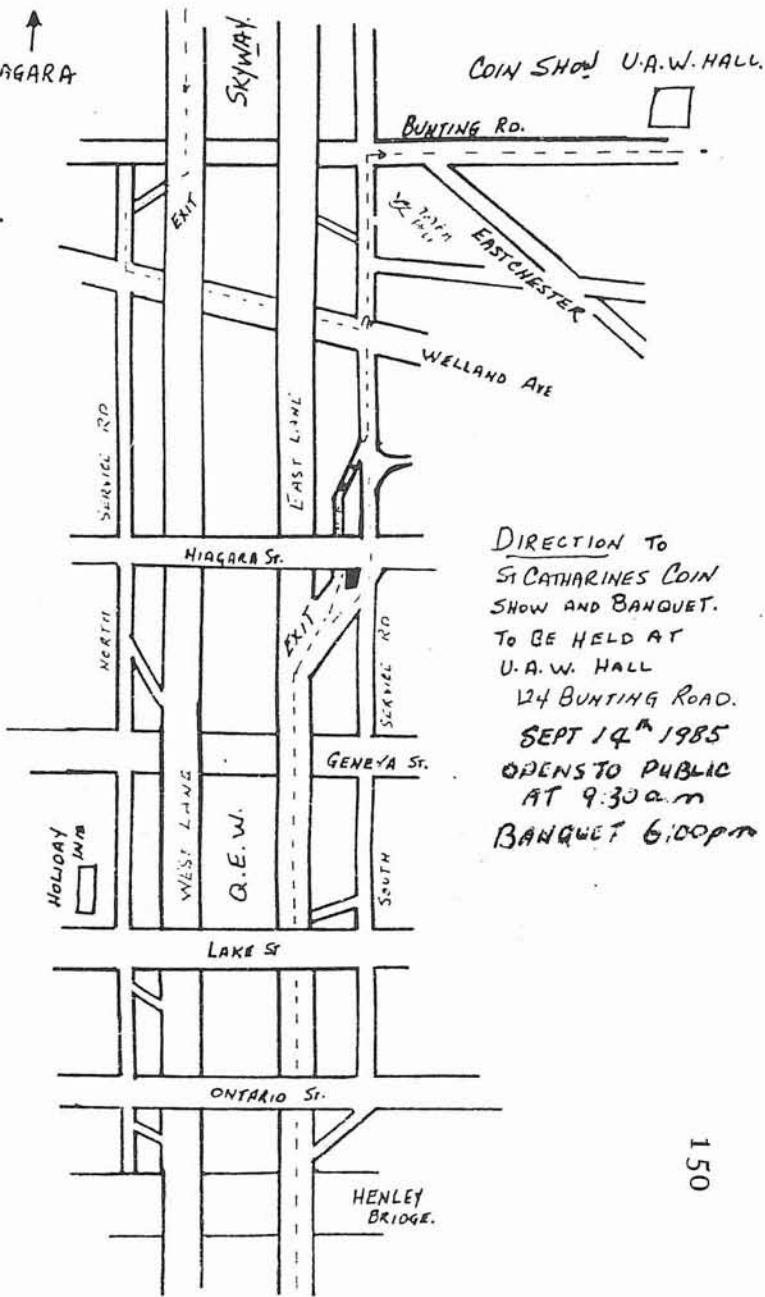 AGARA
SKYWAY.
COIN SHOW U.A.W. HALL.
BUNTING RD.
EXIT
EASTCHESTER
WELLAND AVE
SERVICE RD
EAST LANE
NIAGARA ST.
NORTH
EXIT
SERVICE RD
GENEVA ST.
WEST LANE
Q.E.W.
HOLIDAY
INN
SOUTH
LAKE ST
ONTARIO ST.
HENLEY
BRIDGE.
DIRECTION TO
ST CATHARINES COIN
SHOW AND BANQUET.
TO BE HELD AT
U.A.W. HALL
124 BUNTING ROAD.
SEPT 14th 1985
OPENS TO PUBLIC
AT 9:30 a.m
BANQUET 6:00pm
150